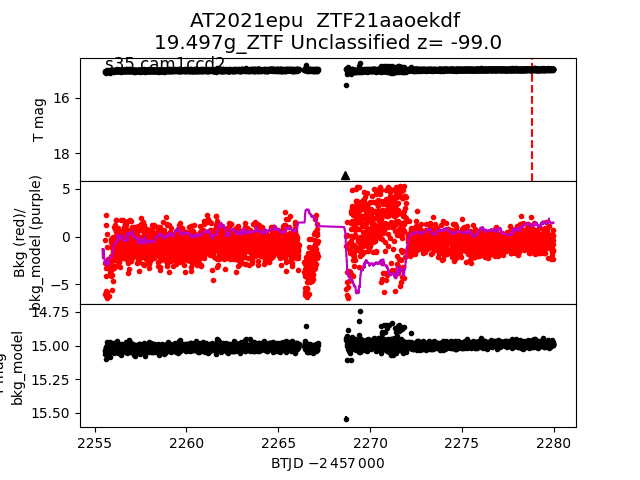 AT2021epu ZTF21aaoekdf
19.497g_ZTF Unclassified z= -99.0
s35 cam1ccd2
T mag
16
18
Bkg (red)/
bkg_model (purple)
5
0
−5
bkg_model
14.75
15.00
15.25
15.50
2255
2260
2265
2270
2275
2280
BTJD −2 457 000